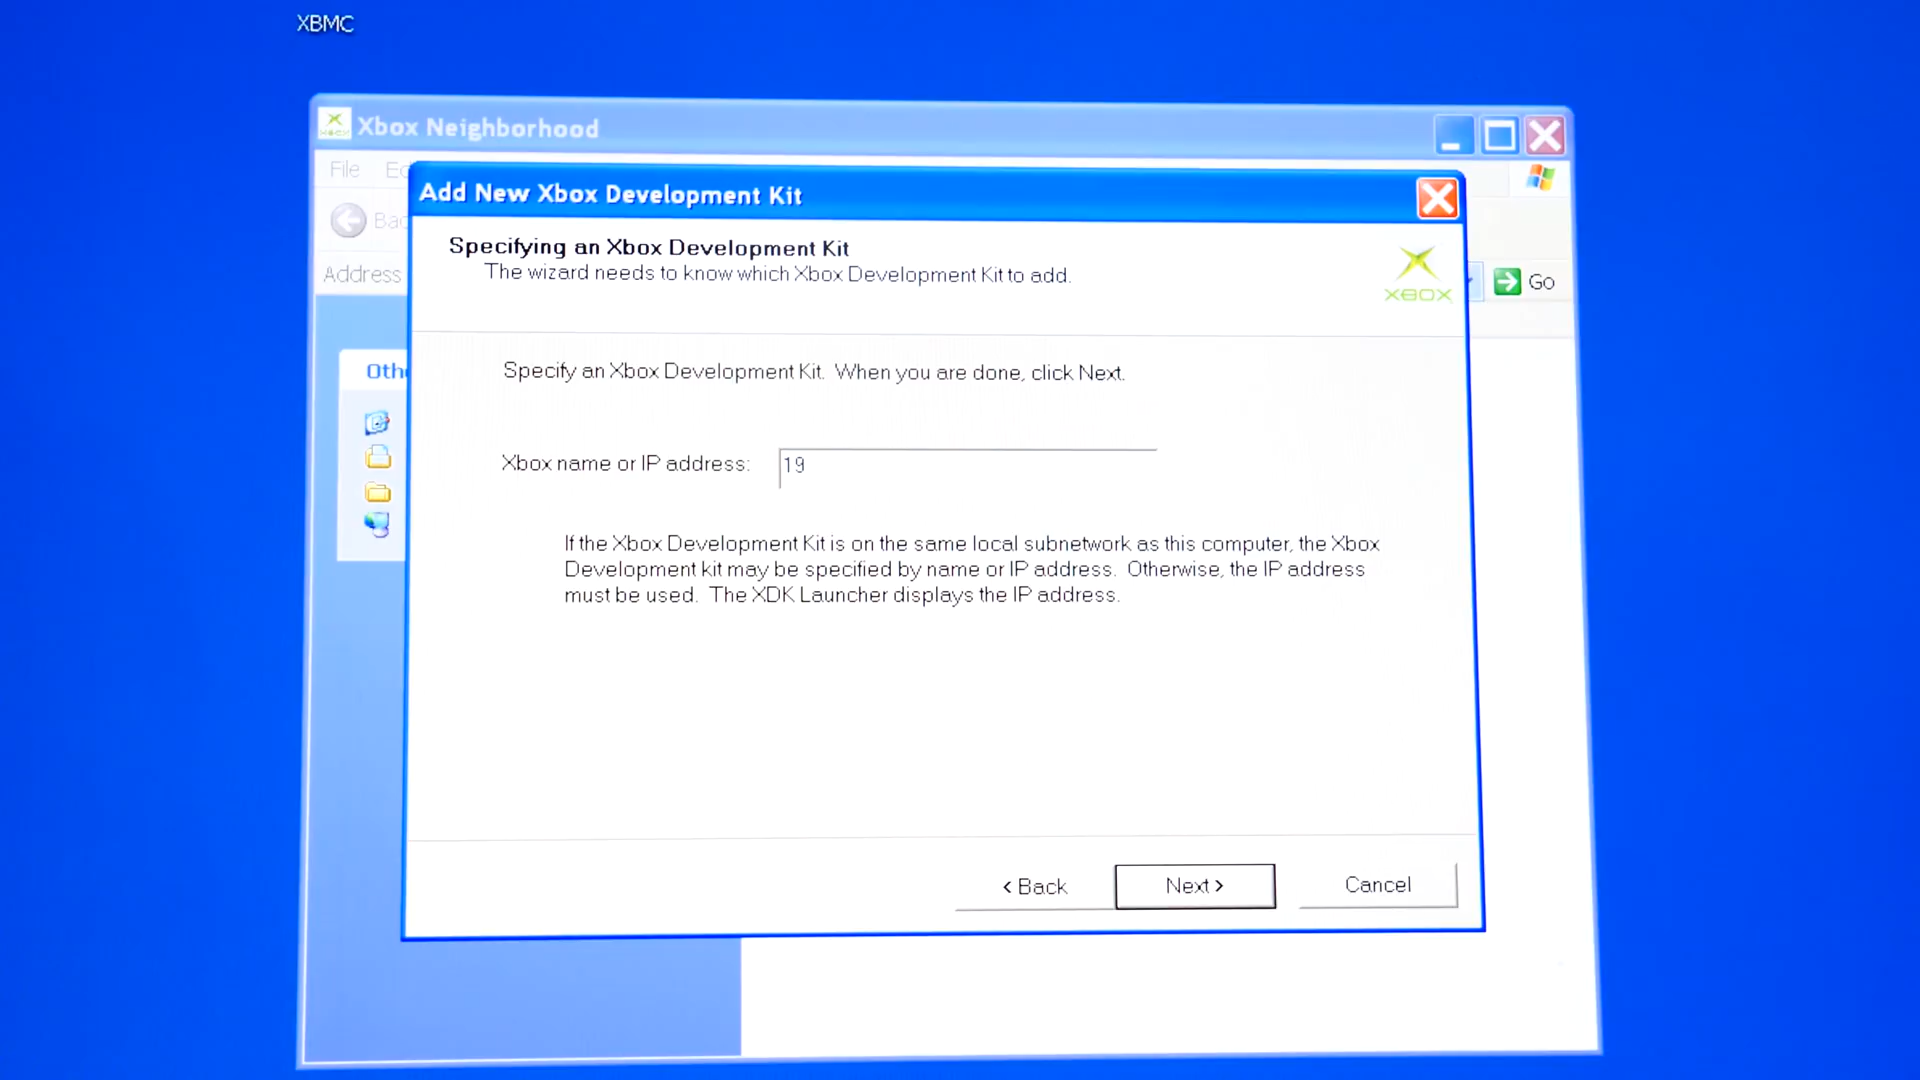 XBMC
Xbox Neighborhood
File
Add New Xbox Development Kit
Specifying an Xbox Development Kit
The wizard needs to know which Xbox Development Kit to add.
XBOX
Address
Go
Specify an Xbox Development Kit. When you are done, click Next.
Xbox name or IP address: 19
If the Xbox Development Kit is on the same local subnetwork as this computer, the Xbox
Development kit may be specified by name or IP address. Otherwise, the IP address
must be used. The XDK Launcher displays the IP address.
< Back
Next >
Cancel